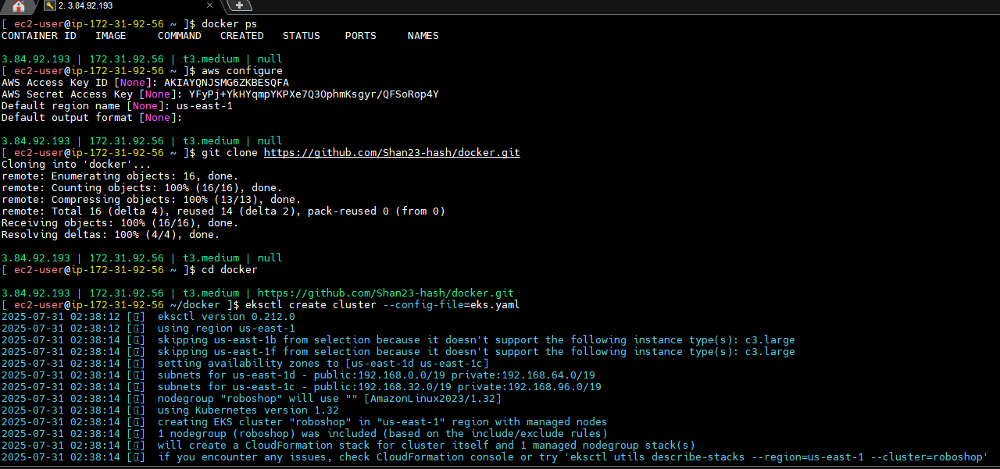 2. 3.84.92.193
[ ec2-user@ip-172-31-92-56 ~ ]$ docker ps
CONTAINER ID   IMAGE     COMMAND   CREATED   STATUS    PORTS     NAMES
3.84.92.193 | 172.31.92.56 | t3.medium | null
[ ec2-user@ip-172-31-92-56 ~ ]$ aws configure
AWS Access Key ID [None]: AKIAYQNJSMG6ZKBESQFA
AWS Secret Access Key [None]: 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
Default region name [None]: us-east-1
Default output format [None]:
3.84.92.193 | 172.31.92.56 | t3.medium | null
[ ec2-user@ip-172-31-92-56 ~ ]$ git clone https://github.com/Shan23-hash/docker.git
Cloning into 'docker'...
remote: Enumerating objects: 16, done.
remote: Counting objects: 100% (16/16), done.
remote: Compressing objects: 100% (13/13), done.
remote: Total 16 (delta 4), reused 14 (delta 2), pack-reused 0 (from 0)
Receiving objects: 100% (16/16), done.
Resolving deltas: 100% (4/4), done.
3.84.92.193 | 172.31.92.56 | t3.medium | null
[ ec2-user@ip-172-31-92-56 ~ ]$ cd docker
3.84.92.193 | 172.31.92.56 | t3.medium | https://github.com/Shan23-hash/docker.git
[ ec2-user@ip-172-31-92-56 ~/docker ]$ eksctl create cluster --config-file=eks.yaml
2025-07-31 02:38:12 [ℹ]  eksctl version 0.212.0
2025-07-31 02:38:12 [ℹ]  using region us-east-1
2025-07-31 02:38:14 [ℹ]  skipping us-east-1b from selection because it doesn't support the following instance type(s): c3.large
2025-07-31 02:38:14 [ℹ]  skipping us-east-1f from selection because it doesn't support the following instance type(s): c3.large
2025-07-31 02:38:14 [ℹ]  setting availability zones to [us-east-1d us-east-1c]
2025-07-31 02:38:14 [ℹ]  subnets for us-east-1d - public:192.168.0.0/19 private:192.168.64.0/19
2025-07-31 02:38:14 [ℹ]  subnets for us-east-1c - public:192.168.32.0/19 private:192.168.96.0/19
2025-07-31 02:38:14 [ℹ]  nodegroup "roboshop" will use "" [AmazonLinux2023/1.32]
2025-07-31 02:38:14 [ℹ]  using Kubernetes version 1.32
2025-07-31 02:38:14 [ℹ]  creating EKS cluster "roboshop" in "us-east-1" region with managed nodes
2025-07-31 02:38:14 [ℹ]  1 nodegroup (roboshop) was included (based on the include/exclude rules)
2025-07-31 02:38:14 [ℹ]  will create a CloudFormation stack for cluster itself and 1 managed nodegroup stack(s)
2025-07-31 02:38:14 [ℹ]  if you encounter any issues, check CloudFormation console or try 'eksctl utils describe-stacks --region=us-east-1 --cluster=roboshop'